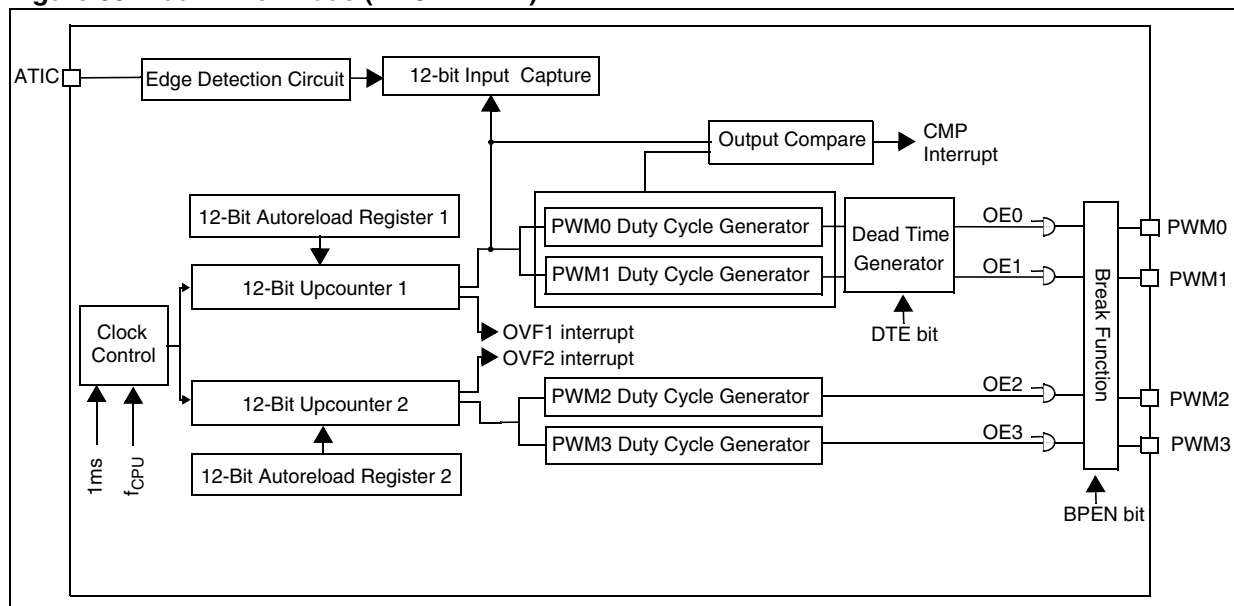 ATIC
Edge Detection Circuit
12-bit Input Capture
Output Compare
CMP
Interrupt
12-Bit Autoreload Register 1
PWM0 Duty Cycle Generator
PWM1 Duty Cycle Generator
Dead Time
Generator
OE0
OE1
PWM0
PWM1
12-Bit Upcounter 1
Clock
Control
OVF1 interrupt
OVF2 interrupt
DTE bit
Break Function
12-Bit Upcounter 2
PWM2 Duty Cycle Generator
PWM3 Duty Cycle Generator
OE2
OE3
PWM2
PWM3
12-Bit Autoreload Register 2
1ms
fCPU
BPEN bit